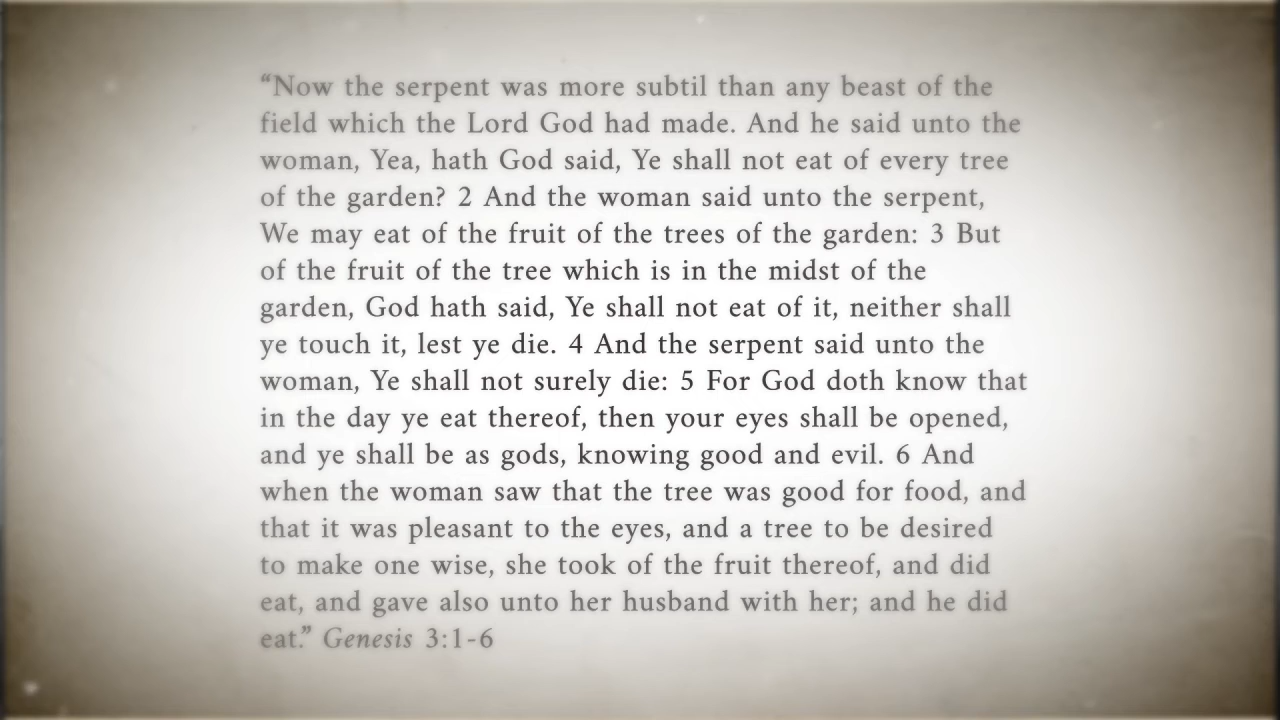 “Now the serpent was more subtil than any beast of the
field which the Lord God had made. And he said unto the
woman, Yea, hath God said, Ye shall not eat of every tree
of the garden? 2 And the woman said unto the serpent,
We may eat of the fruit of the trees of the garden: 3 But
of the fruit of the tree which is in the midst of the
garden, God hath said, Ye shall not eat of it, neither shall
ye touch it, lest ye die. 4 And the serpent said unto the
woman, Ye shall not surely die: 5 For God doth know that
in the day ye eat thereof, then your eyes shall be opened,
and ye shall be as gods, knowing good and evil. 6 And
when the woman saw that the tree was good for food, and
that it was pleasant to the eyes, and a tree to be desired
to make one wise, she took of the fruit thereof, and did
eat, and gave also unto her husband with her; and he did
eat.” Genesis 3:1-6